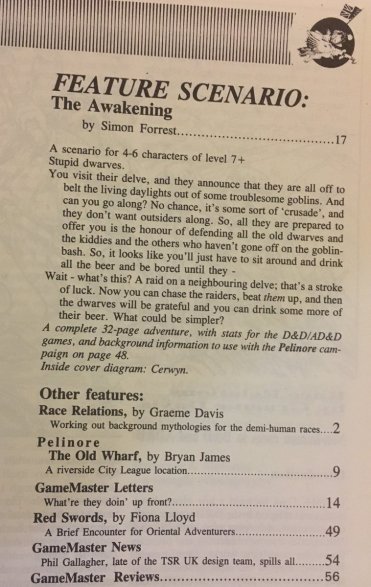 FEATURE SCENARIO:
The Awakening
by Simon Forrest..............................................17
A scenario for 4-6 characters of level 7+
Stupid dwarves.
You visit their delve, and they announce that they are all off to
belt the living daylights out of some troublesome goblins. And
can you go along? No chance, it's some sort of 'crusade', and
they don't want outsiders along. So, all they are prepared to
offer you is the honour of defending all the old dwarves and
the kiddies and the others who haven't gone off on the goblin-
bash. So, it looks like you'll just have to sit around and drink
all the beer and be bored until they -
Wait - what's this? A raid on a neighbouring delve; that's a stroke
of luck. Now you can chase the raiders, beat them up, and then
the dwarves will be grateful and you can drink some more of
their beer. What could be simpler?
A complete 32-page adventure, with stats for the D&D/AD&D
games, and background information to use with the Pelinore cam-
paign on page 48.
Inside cover diagram: Cerwyn.
Other features:
Race Relations, by Graeme Davis
Working out background mythologies for the demi-human races....2
Pelinore
The Old Wharf, by Bryan James
A riverside City League location............................................9
GameMaster Letters
What're they doin' up front?................................................14
Red Swords, by Fiona Lloyd
A Brief Encounter for Oriental Adventurers.......................49
GameMaster News
Phil Gallagher, late of the TSR UK design team, spills all......54
GameMaster Reviews..............................................56